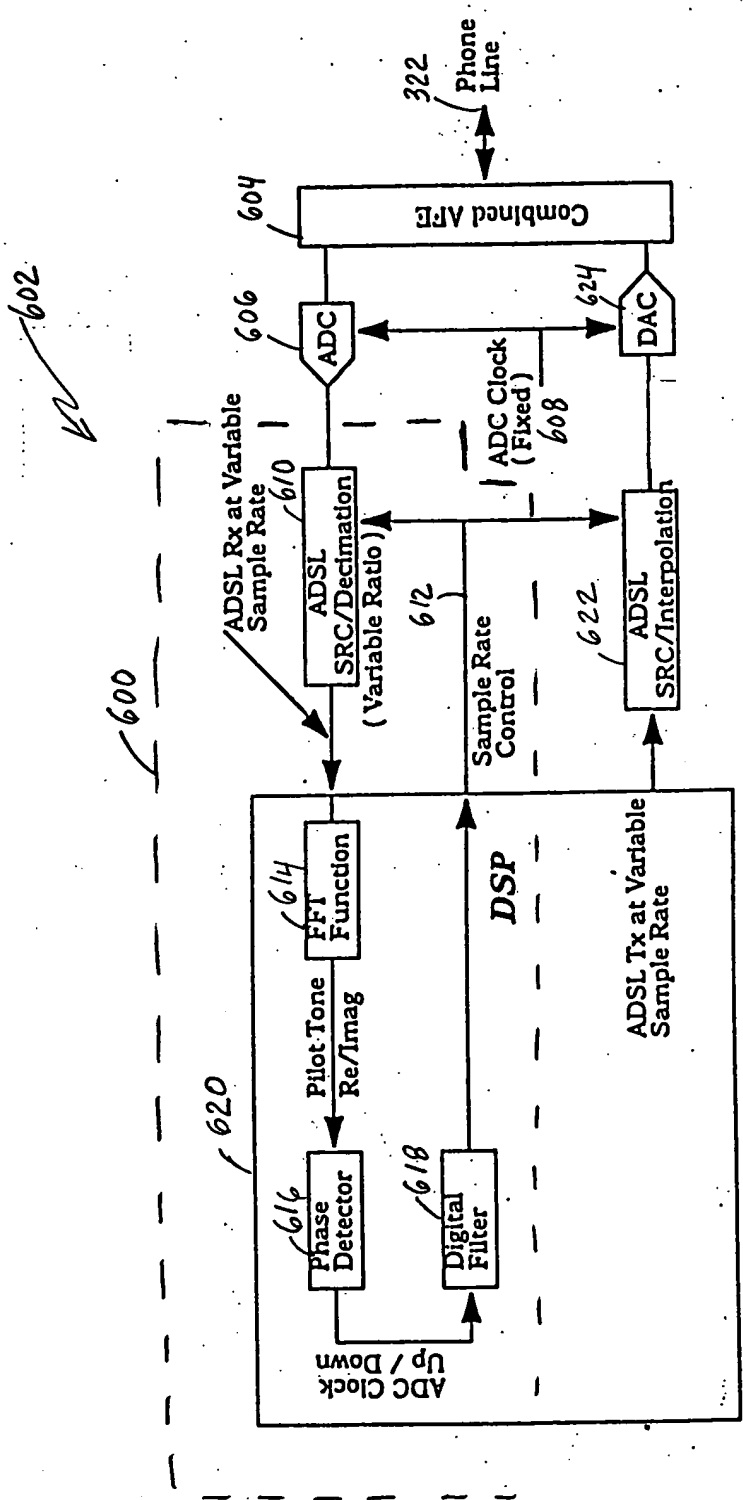 602
600
322
Phone
Line
604
Combined AFE
606
ADC
ADC Clock
( Fixed )
608
624
DAC
ADSL Rx at Variable
Sample Rate
610
ADSL
SRC/Decimation
( Variable Ratio )
612
Sample Rate
Control
622
ADSL
SRC/Interpolation
620
614
FFT
Function
Pilot-Tone
Re/Imag
616
Phase
Detector
ADC Clock
Up / Down
618
Digital
Filter
DSP
ADSL Tx at Variable
Sample Rate